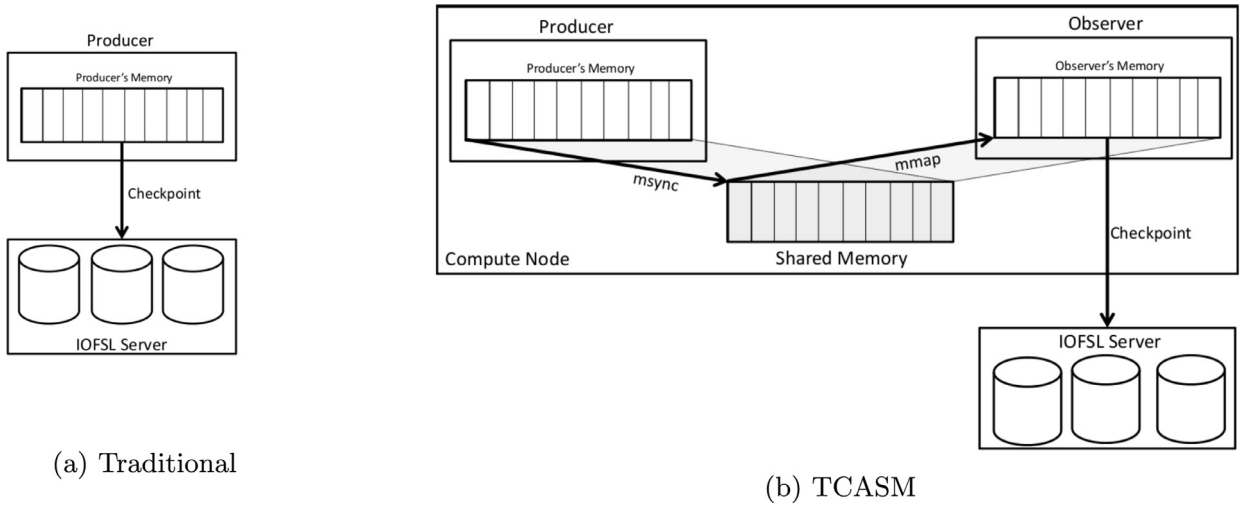 Producer
Producer's Memory
Checkpoint
IOFSL Server
(a) Traditional
Producer
Producer's Memory
Observer
Observer's Memory
msync
mmap
Shared Memory
Compute Node
Checkpoint
IOFSL Server
(b) TCASM